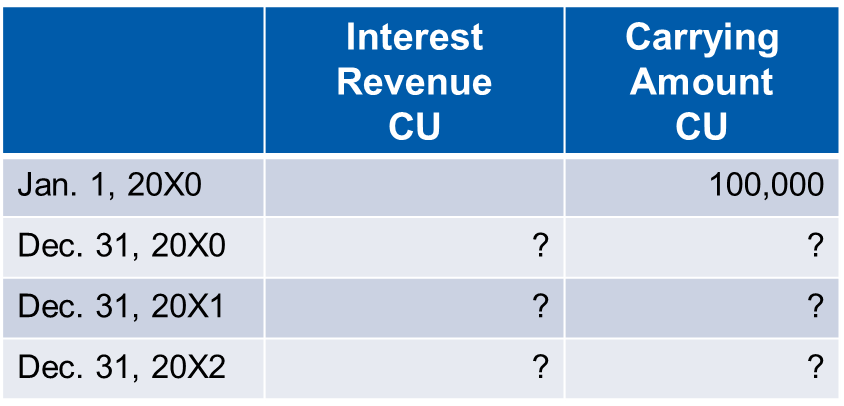 Interest Revenue CU Carrying Amount CU
Jan. 1, 20X0 100,000
Dec. 31, 20X0 ? ?
Dec. 31, 20X1 ? ?
Dec. 31, 20X2 ? ?